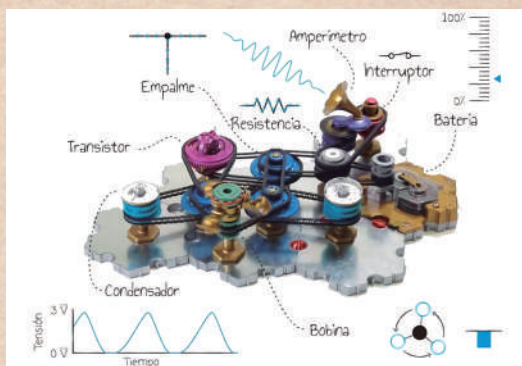 100%
Amperímetro
Interruptor
Empalme
0%
Resistencia
Batería
Transistor
Condensador
Bobina
3 V
Tensión
0 V
Tiempo